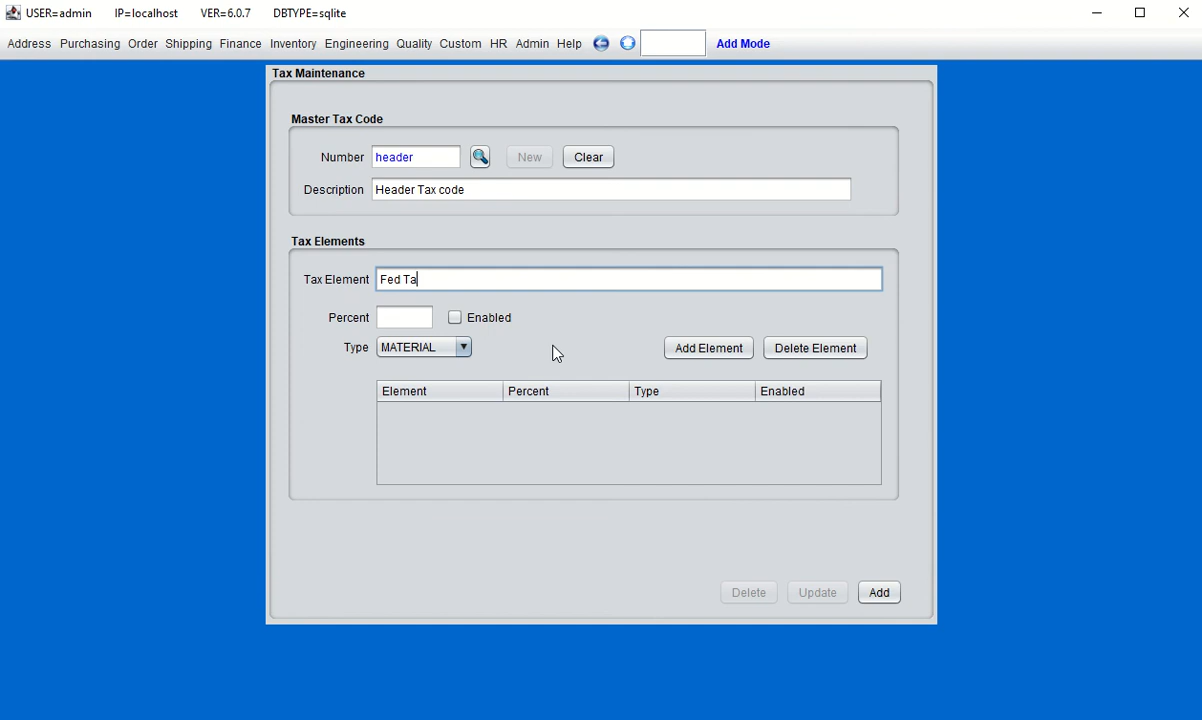 USER=admin IP=localhost VER=6.0.7 DBTYPE=sqlite
Address Purchasing Order Shipping Finance Inventory Engineering Quality Custom HR Admin Help Add Mode
Tax Maintenance
Master Tax Code
Number header New Clear
Description Header Tax code
Tax Elements
Tax Element Fed Ta
Percent Enabled
Type MATERIAL Add Element Delete Element
Element Percent Type Enabled
Delete Update Add